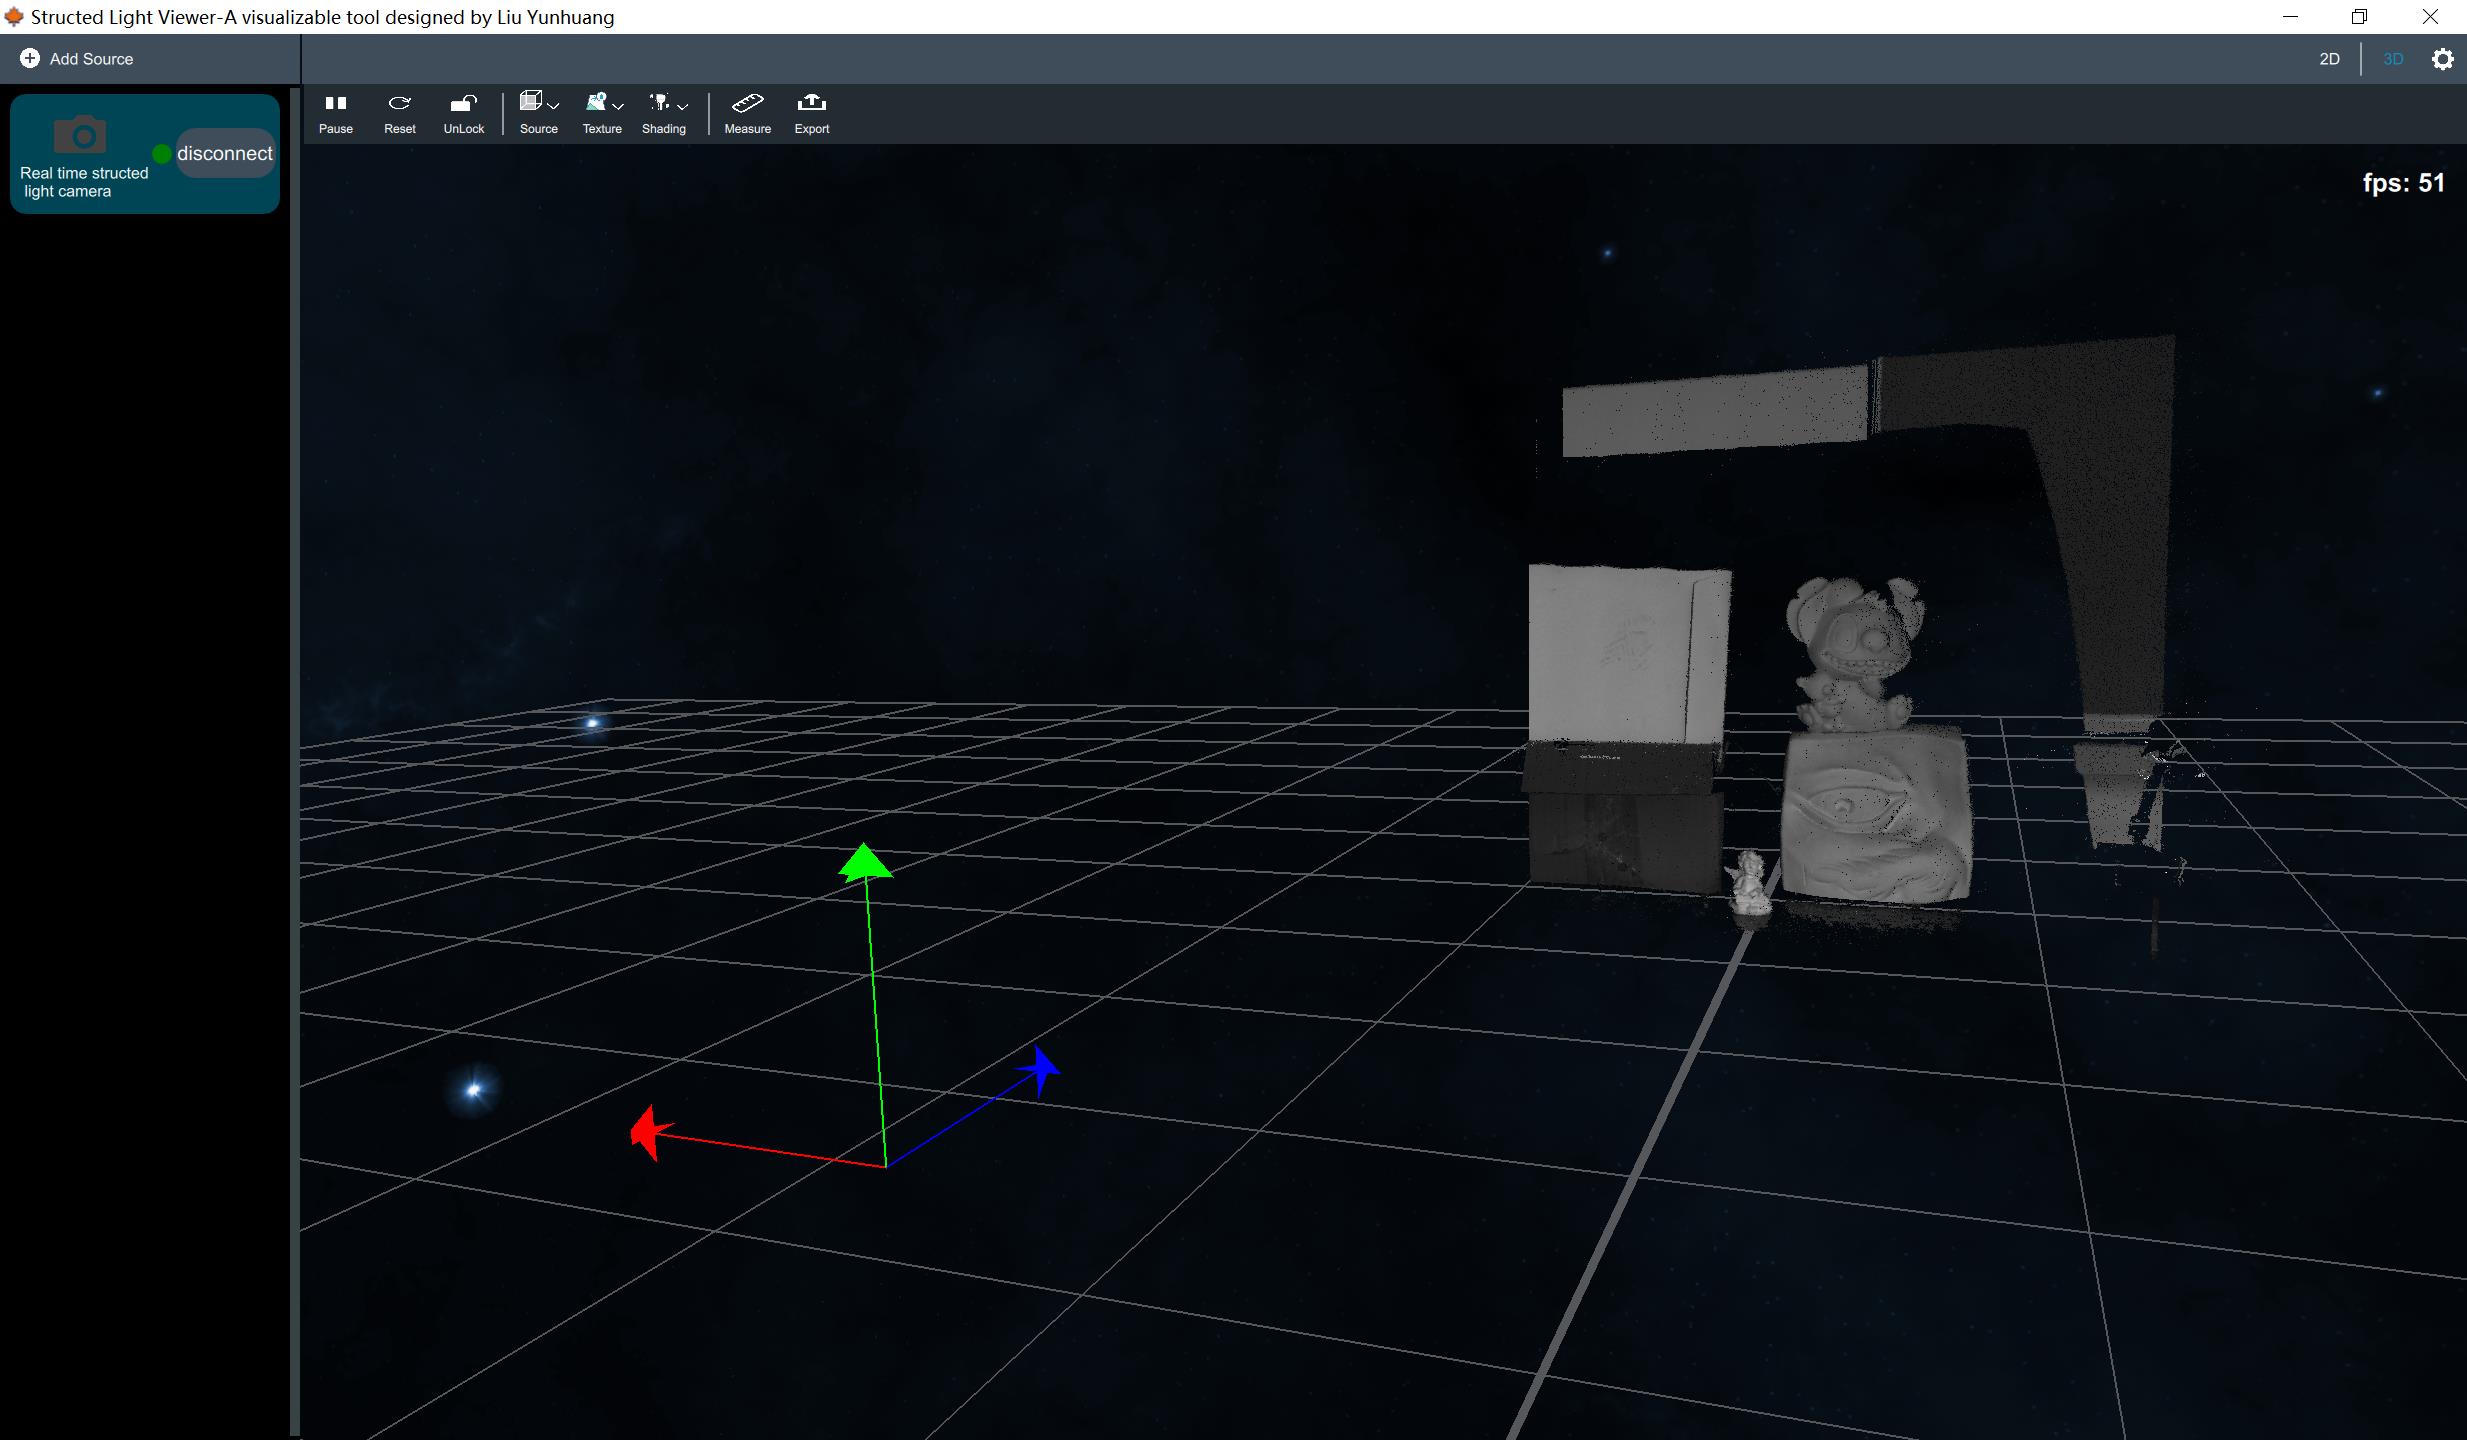 Structed Light Viewer-A visualizable tool designed by Liu Yunhuang
Add Source
2D
3D
Real time structed
light camera
disconnect
Pause
Reset
UnLock
Source
Texture
Shading
Measure
Export
fps: 51